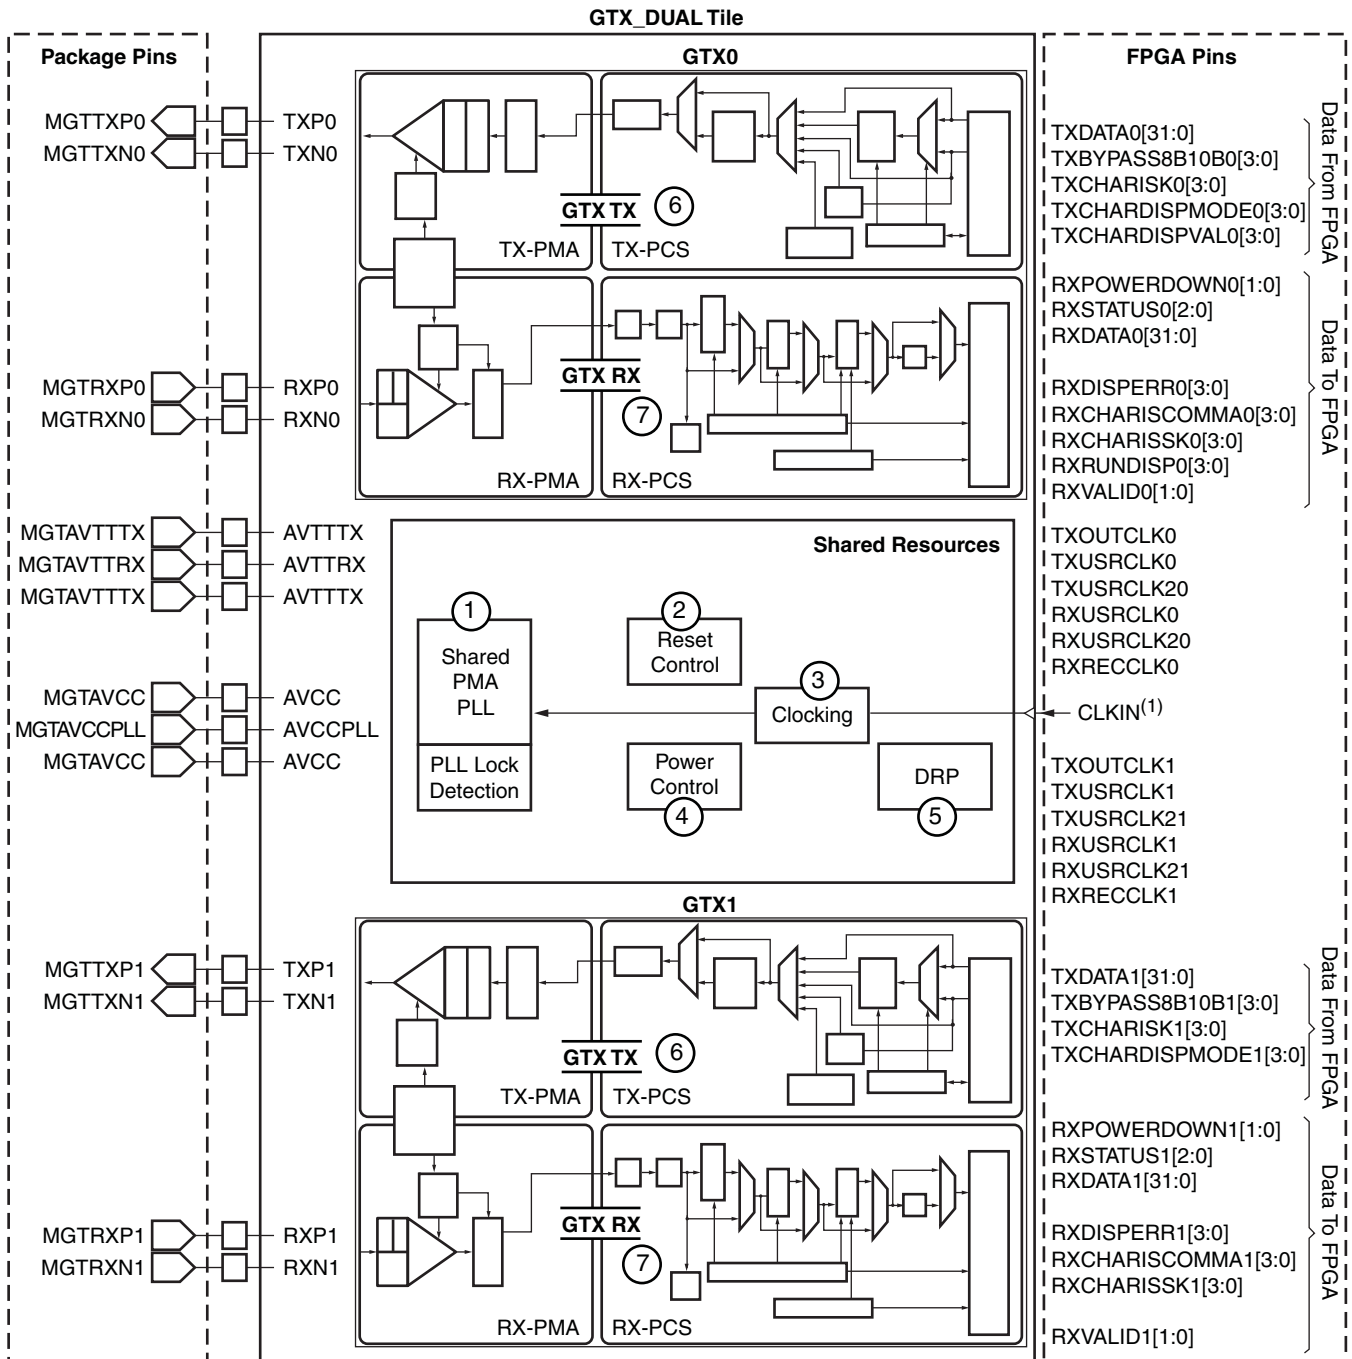 GTX_DUAL Tile
Package Pins
GTX0
FPGA Pins
MGTTXP0
TXP0
MGTTXN0
TXN0
GTX TX
6
TX-PMA
TX-PCS
TXDATA0[31:0]
TXBYPASS8B10B0[3:0]
TXCHARISK0[3:0]
TXCHARDISPMODE0[3:0]
TXCHARDISPVAL0[3:0]
Data From FPGA
MGTRXP0
RXP0
MGTRXN0
RXN0
GTX RX
7
RX-PMA
RX-PCS
RXPOWERDOWN0[1:0]
RXSTATUS0[2:0]
RXDATA0[31:0]
RXDISPERR0[3:0]
RXCHARISCOMMA0[3:0]
RXCHARISSK0[3:0]
RXRUNDISP0[3:0]
RXVALID0[1:0]
Data To FPGA
MGTAVTTTX
AVTTTX
MGTAVTTRX
AVTTRX
MGTAVTTTX
AVTTTX
MGTAVCC
AVCC
MGTAVCCPLL
AVCCPLL
MGTAVCC
AVCC
Shared Resources
1
Shared
PMA
PLL
PLL Lock
Detection
2
Reset
Control
3
Clocking
Power
Control
4
DRP
5
TXOUTCLK0
TXUSRCLK0
TXUSRCLK20
RXUSRCLK0
RXUSRCLK20
RXRECCLK0
CLKIN(1)
TXOUTCLK1
TXUSRCLK1
TXUSRCLK21
RXUSRCLK1
RXUSRCLK21
RXRECCLK1
GTX1
MGTTXP1
TXP1
MGTTXN1
TXN1
GTX TX
6
TX-PMA
TX-PCS
TXDATA1[31:0]
TXBYPASS8B10B1[3:0]
TXCHARISK1[3:0]
TXCHARDISPMODE1[3:0]
Data From FPGA
MGTRXP1
RXP1
MGTRXN1
RXN1
GTX RX
7
RX-PMA
RX-PCS
RXPOWERDOWN1[1:0]
RXSTATUS1[2:0]
RXDATA1[31:0]
RXDISPERR1[3:0]
RXCHARISCOMMA1[3:0]
RXCHARISSK1[3:0]
RXVALID1[1:0]
Data To FPGA